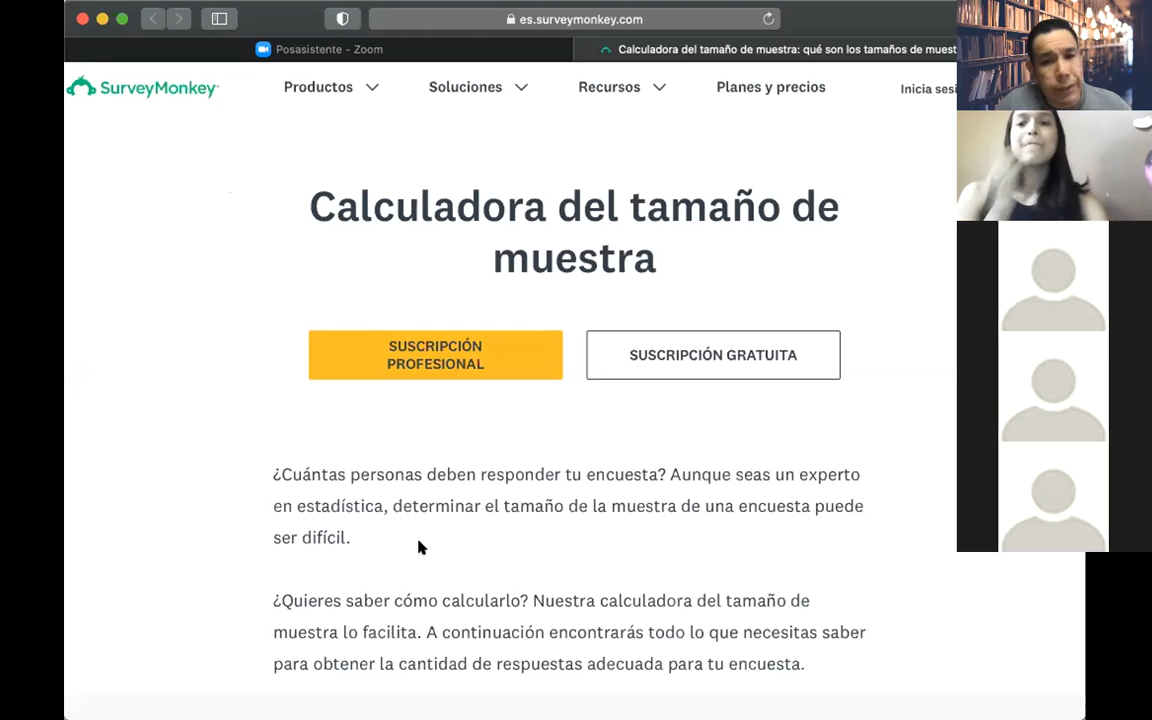 es.surveymonkey.com
Posasistente - Zoom
Calculadora del tamaño de muestra: qué son los tamaños de muest
SurveyMonkey
Productos
Soluciones
Recursos
Planes y precios
Inicia sesi
Calculadora del tamaño de
muestra
SUSCRIPCIÓN
PROFESIONAL
SUSCRIPCIÓN GRATUITA
¿Cuántas personas deben responder tu encuesta? Aunque seas un experto
en estadística, determinar el tamaño de la muestra de una encuesta puede
ser difícil.
¿Quieres saber cómo calcularlo? Nuestra calculadora del tamaño de
muestra lo facilita. A continuación encontrarás todo lo que necesitas saber
para obtener la cantidad de respuestas adecuada para tu encuesta.